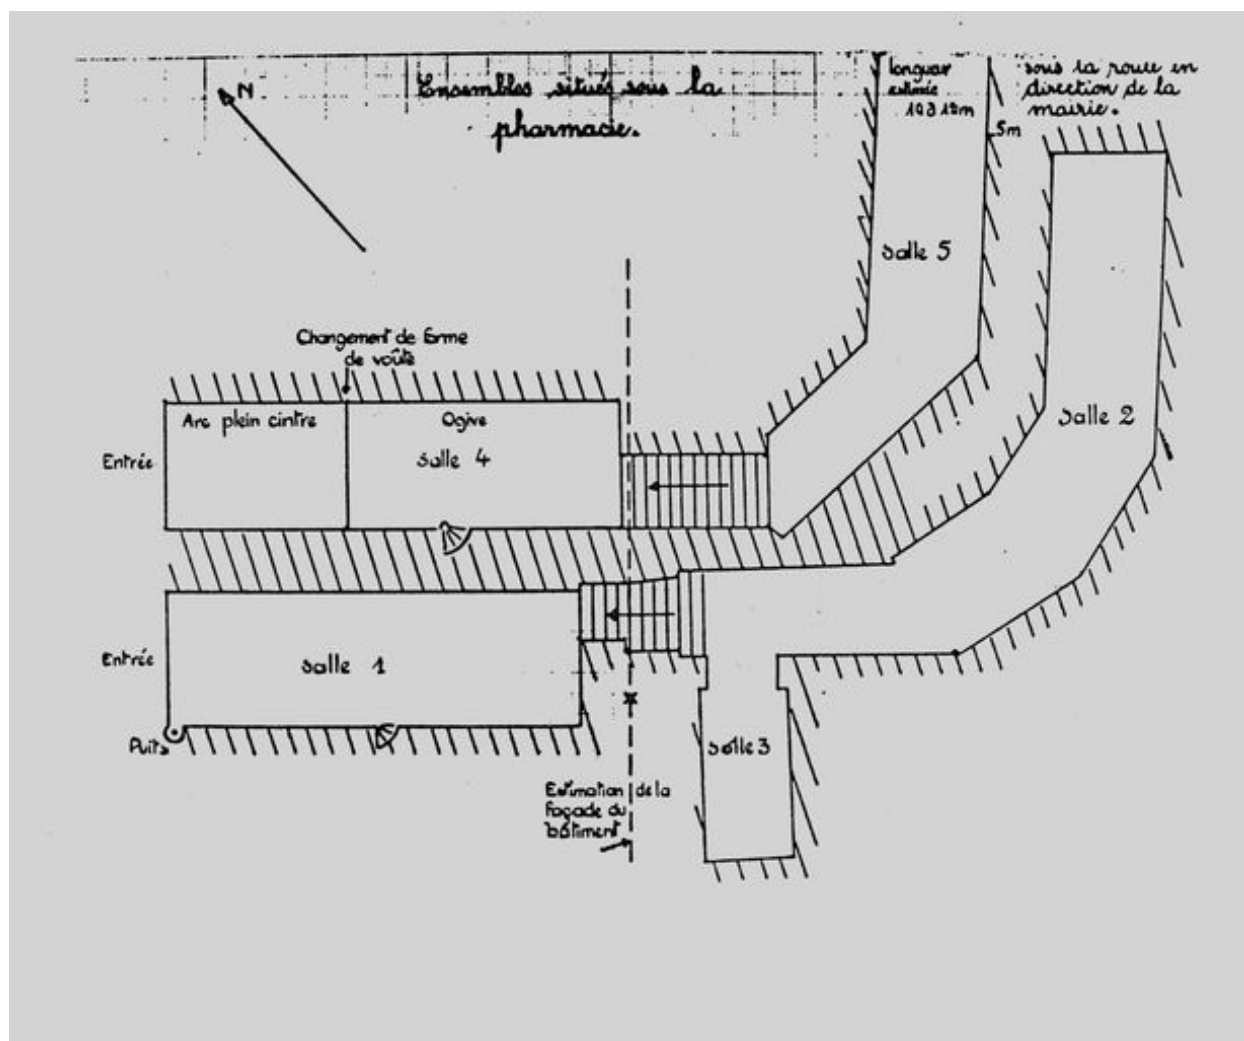 N
Ensembles situés sous la
pharmacie.
longueur
estimée
10 à 12m
5m
sous la route en
direction de la
mairie.
Salle 5
Changement de forme
de voûte
Arc plein cintre
Ogive
Salle 4
Entrée
Salle 2
Entrée
Salle 1
Puits
Salle 3
Estimation de la
façade du
bâtiment